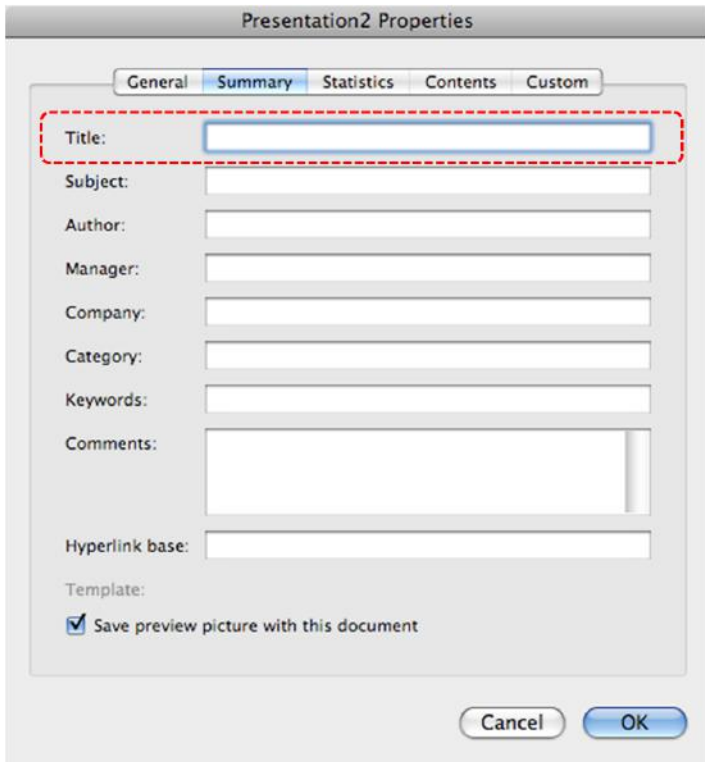 Presentation2 Properties
General Summary Statistics Contents Custom
Title:
Subject:
Author:
Manager:
Company:
Category:
Keywords:
Comments:
Hyperlink base:
Template:
Save preview picture with this document
Cancel OK